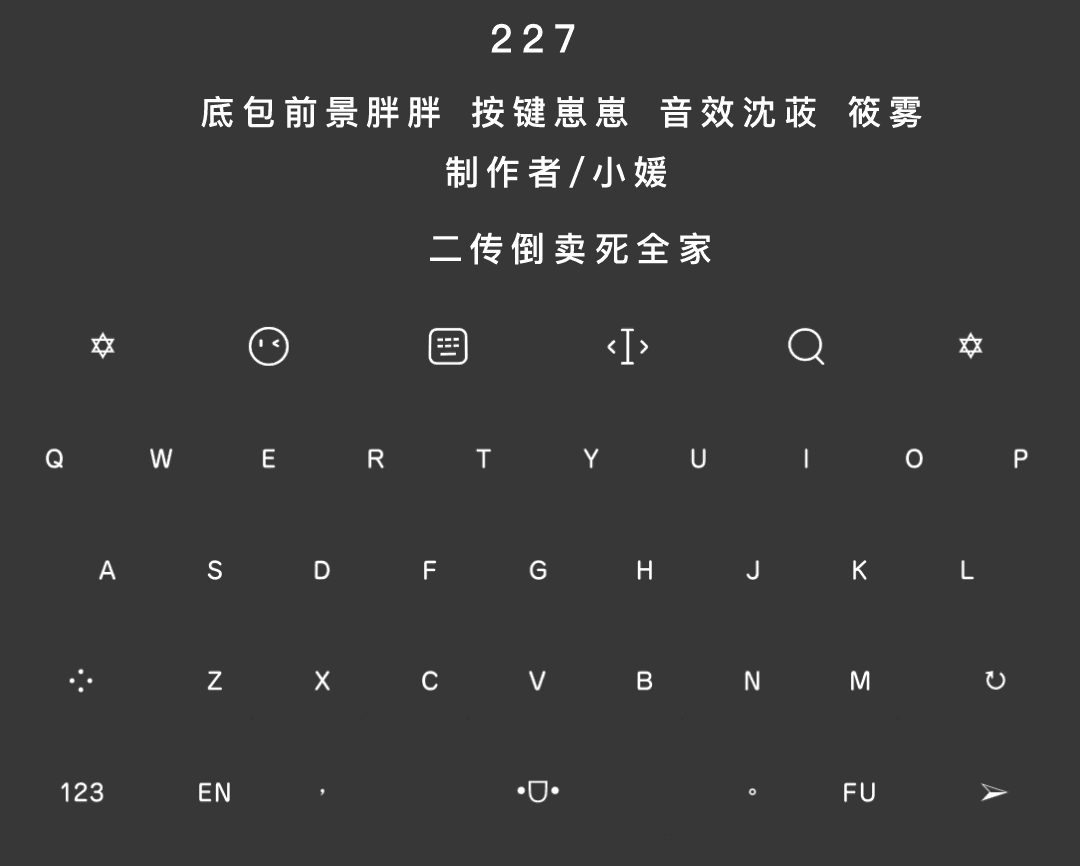 227
底包前景胖胖 按键崽崽 音效沈荍 筱雾
制作者/小媛
二传倒卖死全家
Q W E R T Y U I O P
A S D F G H J K L
Z X C V B N M
123 EN , 。 FU